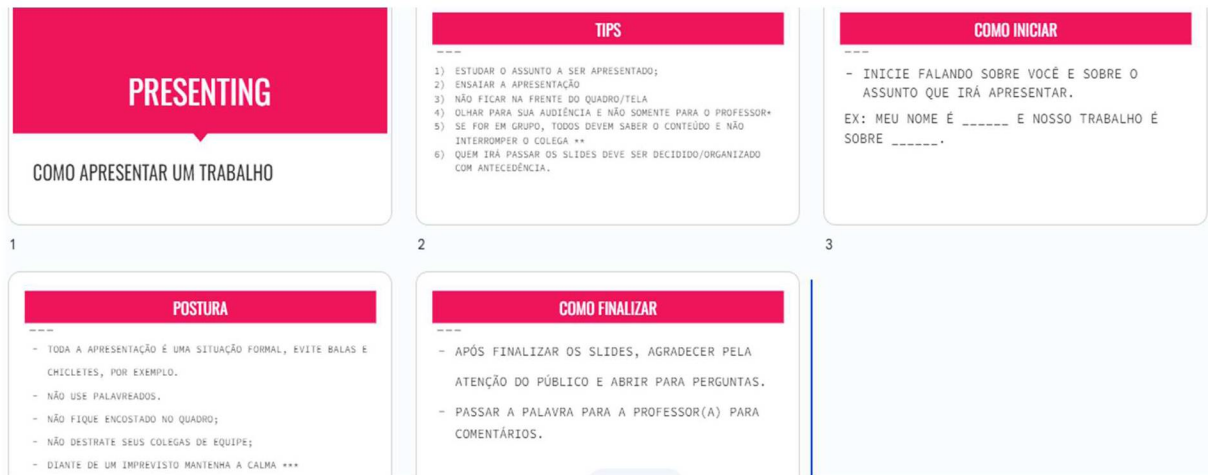 PRESENTING
COMO APRESENTAR UM TRABALHO
1
TIPS
---
1) ESTUDAR O ASSUNTO A SER APRESENTADO;
2) ENSAIAR A APRESENTAÇÃO
3) NÃO FICAR NA FRENTE DO QUADRO/TELA
4) OLHAR PARA SUA AUDIÊNCIA E NÃO SOMENTE PARA O PROFESSOR*
5) SE FOR EM GRUPO, TODOS DEVEM SABER O CONTEÚDO E NÃO
INTERROMPER O COLEGA **
6) QUEM IRÁ PASSAR OS SLIDES DEVE SER DECIDIDO/ORGANIZADO
COM ANTECEDÊNCIA.
2
COMO INICIAR
---
- INICIE FALANDO SOBRE VOCÊ E SOBRE O
ASSUNTO QUE IRÁ APRESENTAR.
EX: MEU NOME É ______ E NOSSO TRABALHO É
SOBRE ______.
3
POSTURA
---
- TODA A APRESENTAÇÃO É UMA SITUAÇÃO FORMAL, EVITE BALAS E
CHICLETES, POR EXEMPLO.
- NÃO USE PALAVREADOS.
- NÃO FIQUE ENCOSTADO NO QUADRO;
- NÃO DESTRATE SEUS COLEGAS DE EQUIPE;
- DIANTE DE UM IMPREVISTO MANTENHA A CALMA ***
COMO FINALIZAR
---
- APÓS FINALIZAR OS SLIDES, AGRADECER PELA
ATENÇÃO DO PÚBLICO E ABRIR PARA PERGUNTAS.
- PASSAR A PALAVRA PARA A PROFESSOR(A) PARA
COMENTÁRIOS.